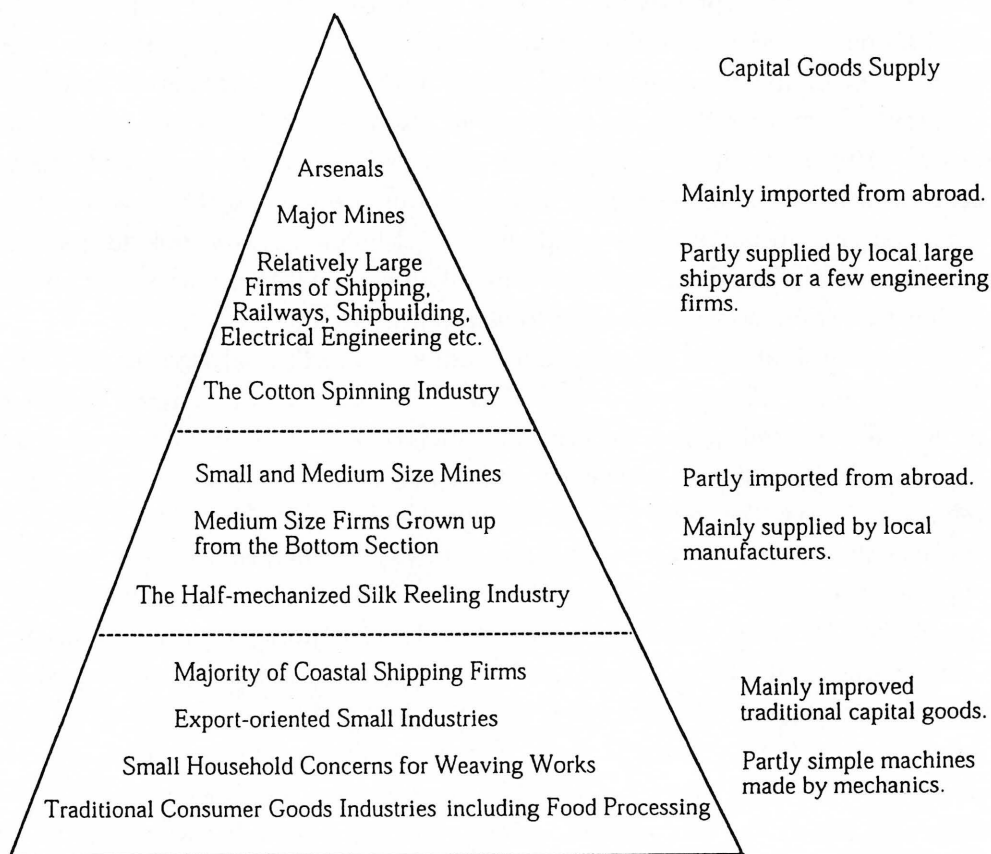 Capital Goods Supply
Arsenals
Major Mines
Relatively Large
Firms of Shipping,
Railways, Shipbuilding,
Electrical Engineering etc.
The Cotton Spinning Industry
Mainly imported from abroad.
Partly supplied by local large
shipyards or a few engineering
firms.
Small and Medium Size Mines
Medium Size Firms Grown up
from the Bottom Section
The Half-mechanized Silk Reeling Industry
Partly imported from abroad.
Mainly supplied by local
manufacturers.
Majority of Coastal Shipping Firms
Export-oriented Small Industries
Small Household Concerns for Weaving Works
Traditional Consumer Goods Industries including Food Processing
Mainly improved
traditional capital goods.
Partly simple machines
made by mechanics.